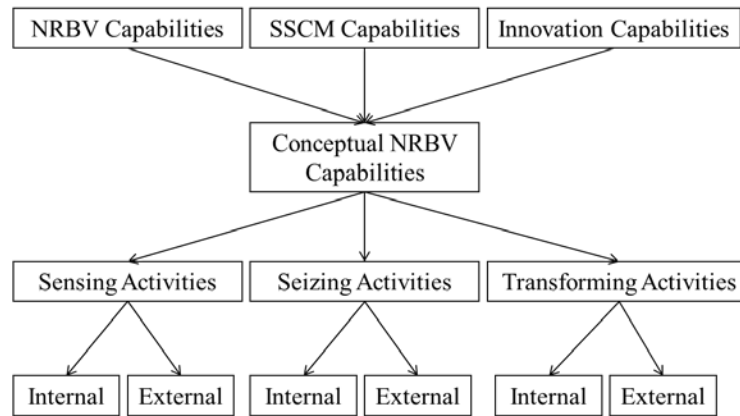 NRBV Capabilities
SSCM Capabilities
Innovation Capabilities
Conceptual NRBV
Capabilities
Sensing Activities
Seizing Activities
Transforming Activities
Internal
External
Internal
External
Internal
External